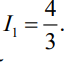 I₁ = 4/3.